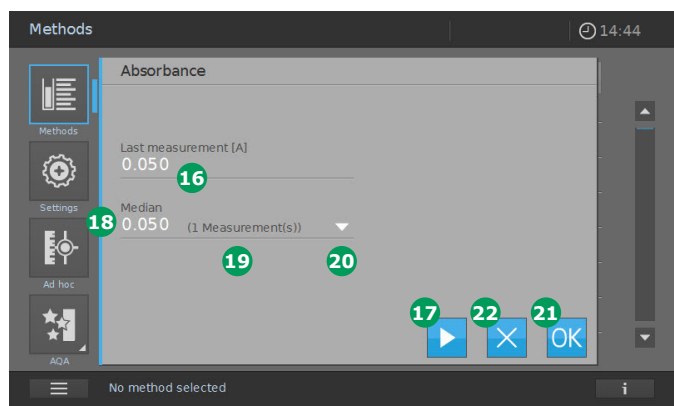 Methods
14:44
Absorbance
Methods
Last measurement [A]
0.050
16
Settings
Median
18
0.050 (1 Measurement(s))
19
20
Ad hoc
17
22
21
OK
AQA
No method selected
i